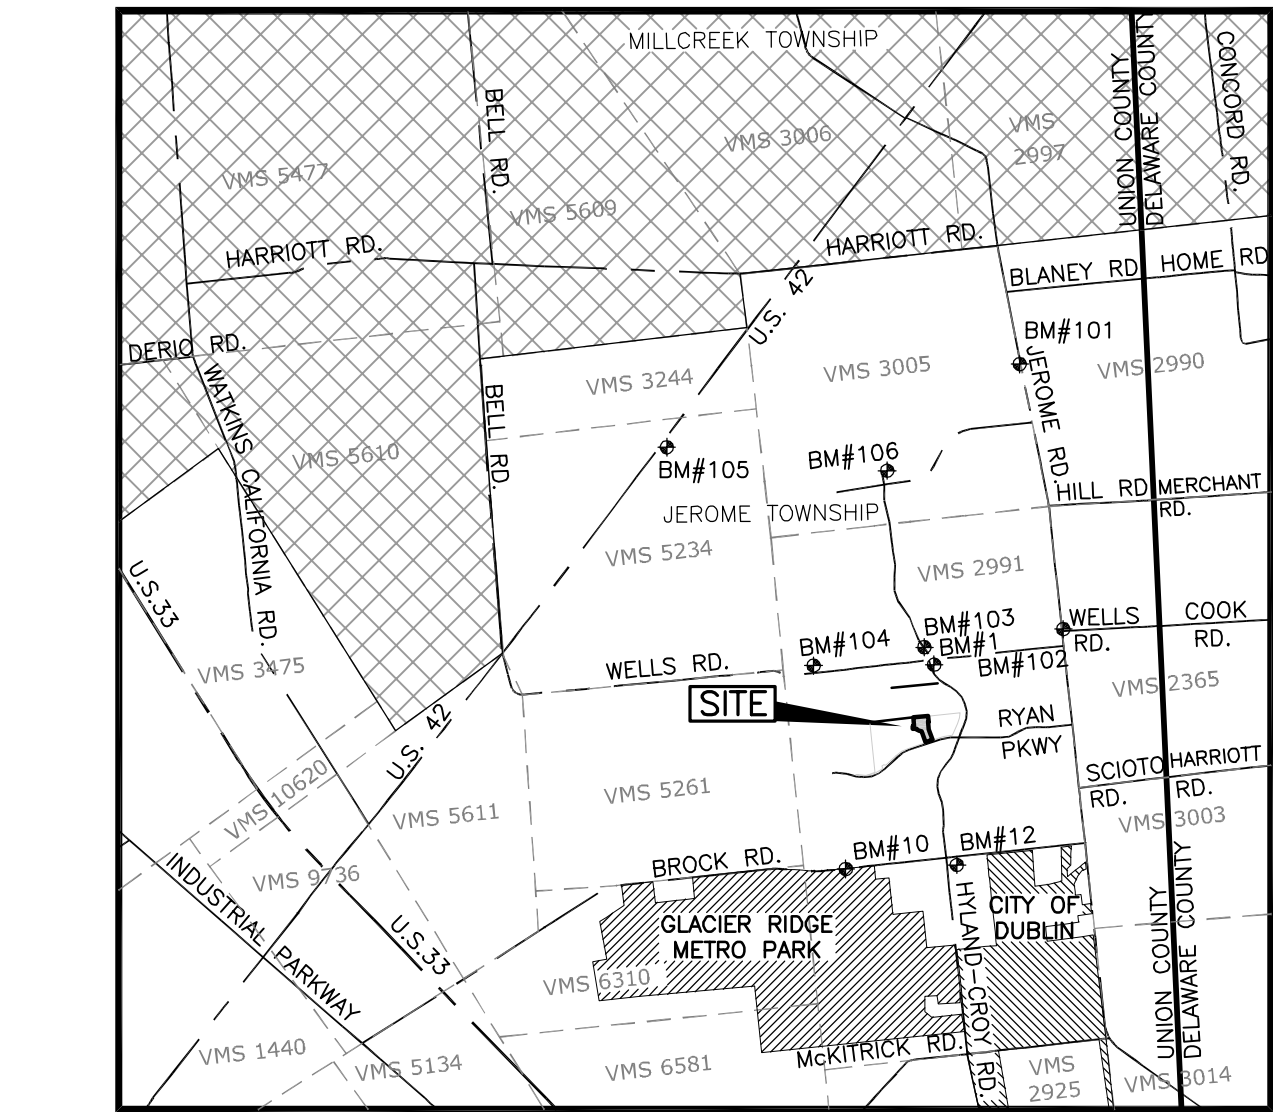 MILLCREEK TOWNSHIP
BELL RD.
VMS 3006
VMS
2997
UNION COUNTY
DELAWARE COUNTY
CONCORD RD.
VMS 5477
VMS 5609
HARRIOTT RD.
HARRIOTT RD.
BLANEY RD
HOME RD
U.S. 42
DERIO RD.
BM#101
JEROME RD.
WATKINS CALIFORNIA RD.
VMS 3244
VMS 3005
VMS 2990
BELL RD.
VMS 5610
BM#105
BM#106
HILL RD
MERCHANT
RD.
JEROME TOWNSHIP
VMS 5234
VMS 2991
U.S.33
WELLS
RD.
COOK
RD.
BM#103
BM#1
BM#104
BM#102
WELLS RD.
VMS 3475
VMS 2365
SITE
U.S. 42
RYAN
PKWY
SCIOTO
RD.
HARRIOTT
RD.
VMS 10620
VMS 5611
VMS 5261
VMS 3003
BM#10
BM#12
BROCK RD.
VMS 9736
INDUSTRIAL PARKWAY
U.S.33
GLACIER RIDGE
METRO PARK
CITY OF
DUBLIN
HYLAND-CROY RD.
UNION COUNTY
DELAWARE COUNTY
VMS 6310
VMS 1440
VMS 5134
VMS 6581
McKITRICK RD.
VMS
2925
VMS 3014